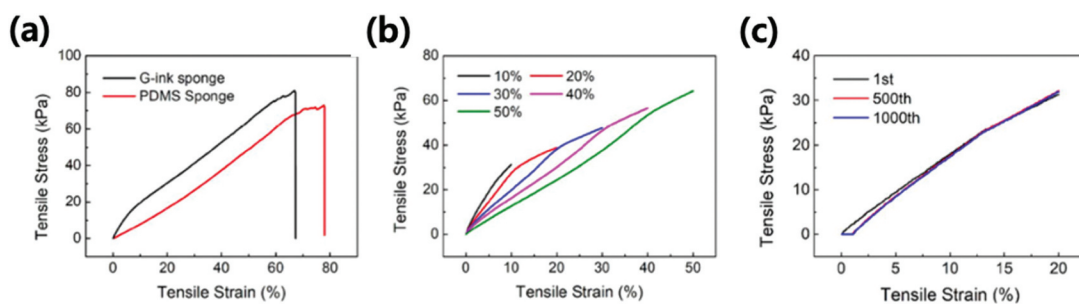 (a)
100
80
60
40
20
0
Tensile Stress (kPa)
G-ink sponge
PDMS Sponge
0 20 40 60 80
Tensile Strain (%)
(b)
80
60
40
20
0
Tensile Stress (kPa)
10% 20%
30% 40%
50%
0 10 20 30 40 50
Tensile Strain (%)
(c)
40
30
20
10
0
Tensile Stress (kPa)
1st
500th
1000th
0 5 10 15 20
Tensile Strain (%)